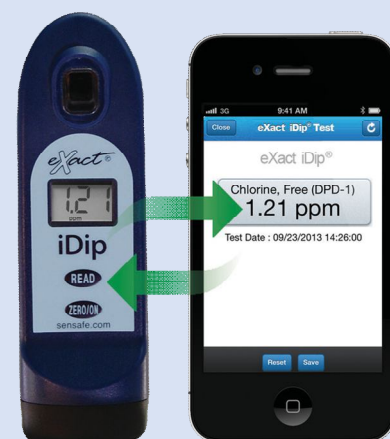 eXact®
1.21
ppm
iDip
READ
ZERO/ON
sensafe.com
3G
9:41 AM
Close
eXact iDip® Test
eXact iDip®
Chlorine, Free (DPD-1)
1.21 ppm
Test Date : 09/23/2013 14:26:00
Reset
Save